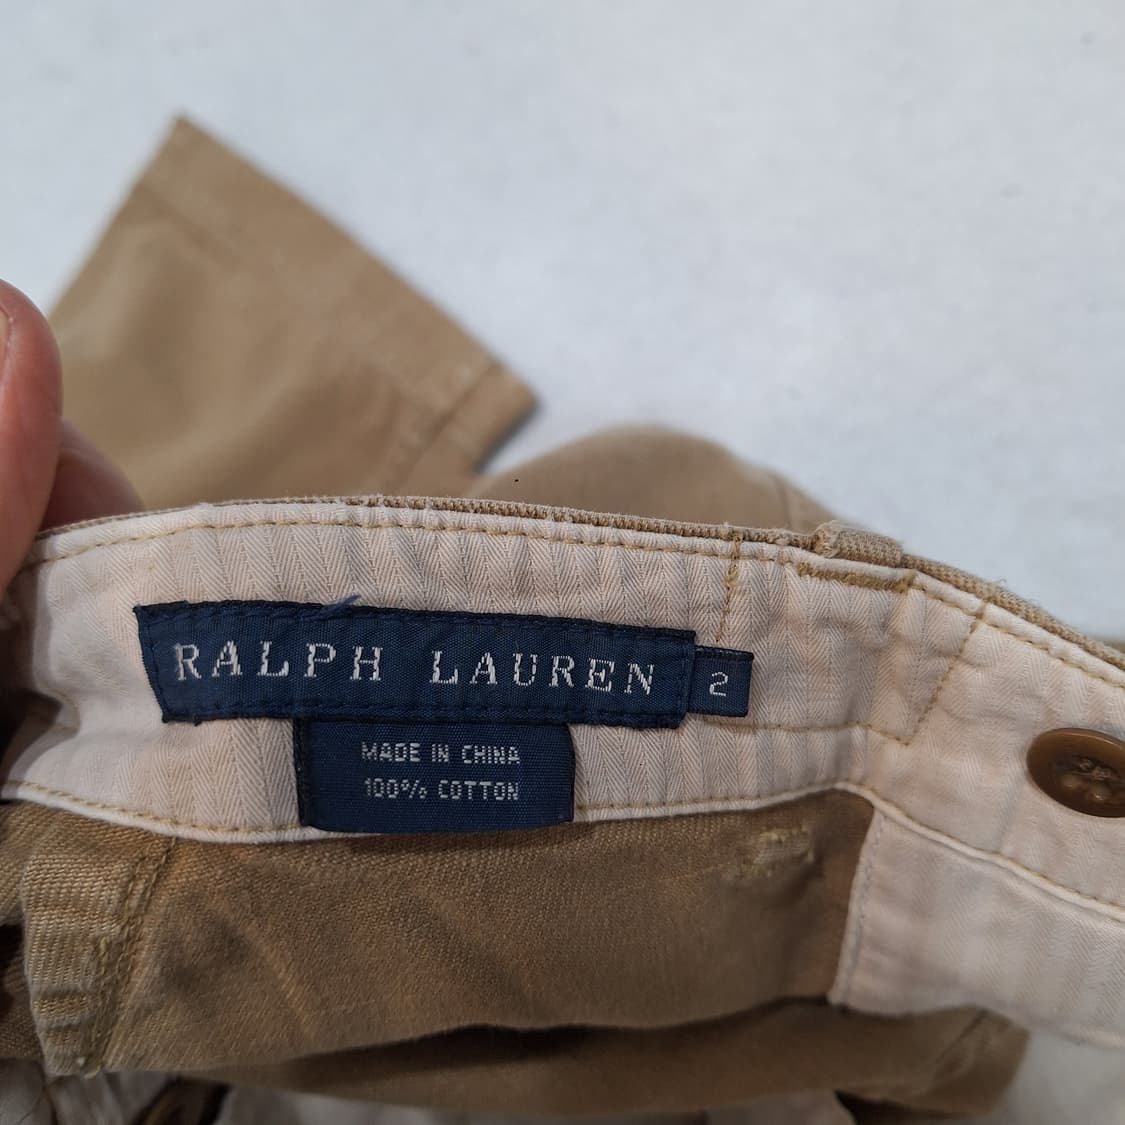 RALPH LAUREN
2
MADE IN CHINA
100% COTTON